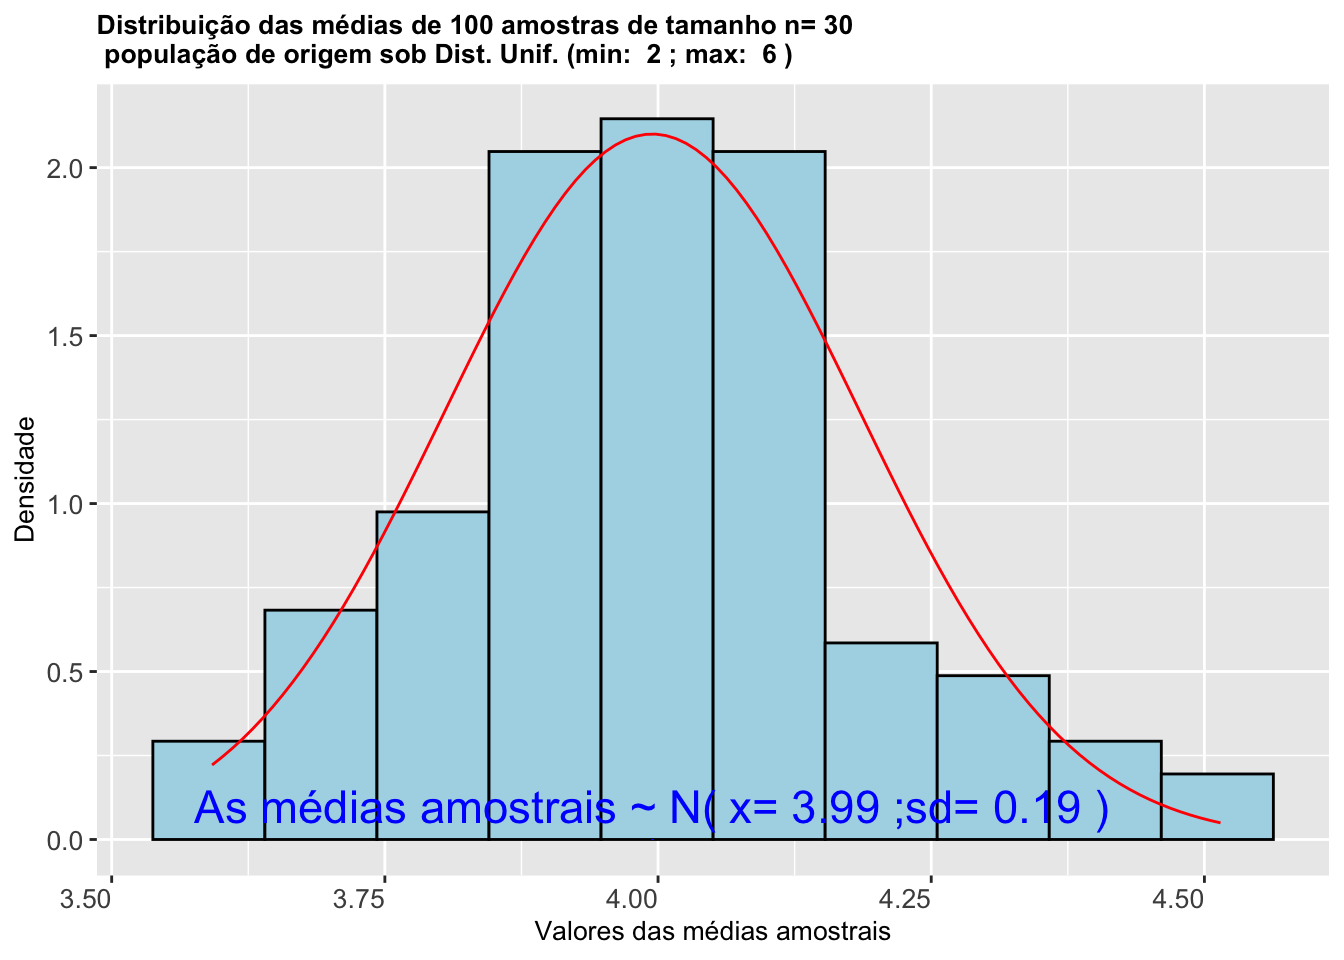 Distribuição das médias de 100 amostras de tamanho n= 30
população de origem sob Dist. Unif. (min:  2 ; max:  6 )
2.0
1.5
1.0
0.5
0.0
Densidade
As médias amostrais ~ N( x= 3.99 ;sd= 0.19 )
3.50 3.75 4.00 4.25 4.50
Valores das médias amostrais